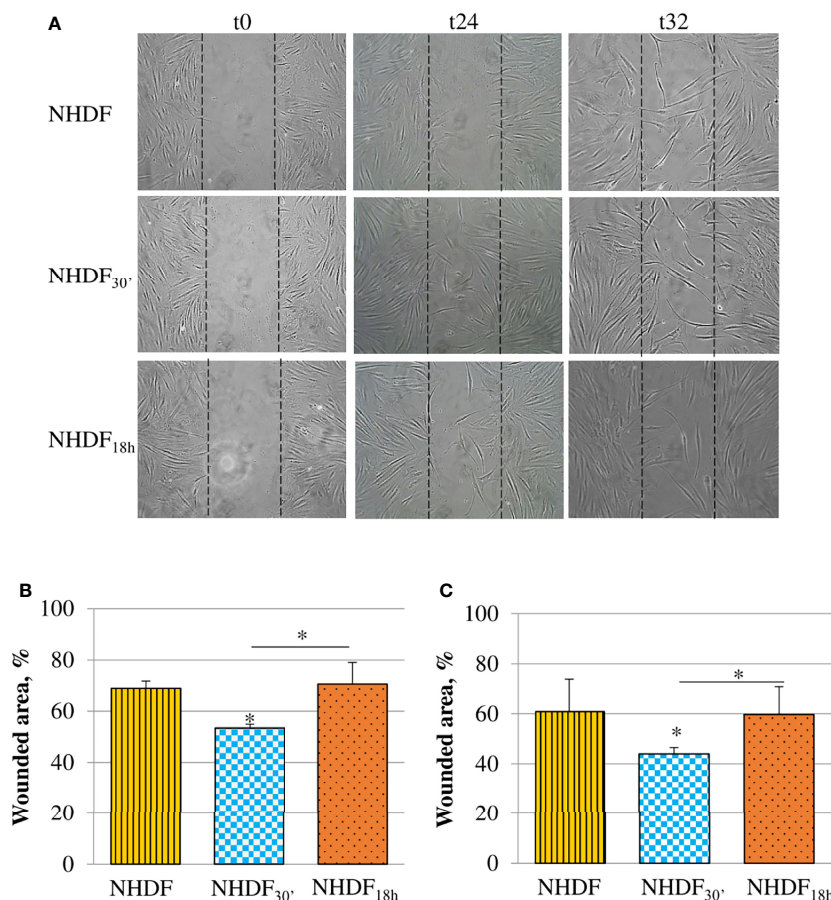 A
t0 t24 t32
NHDF
NHDF30'
NHDF18h
B
Wounded area, %
100
80
60
40
20
0
*
*
NHDF NHDF30' NHDF18h
C
Wounded area, %
100
80
60
40
20
0
*
*
NHDF NHDF30' NHDF18h